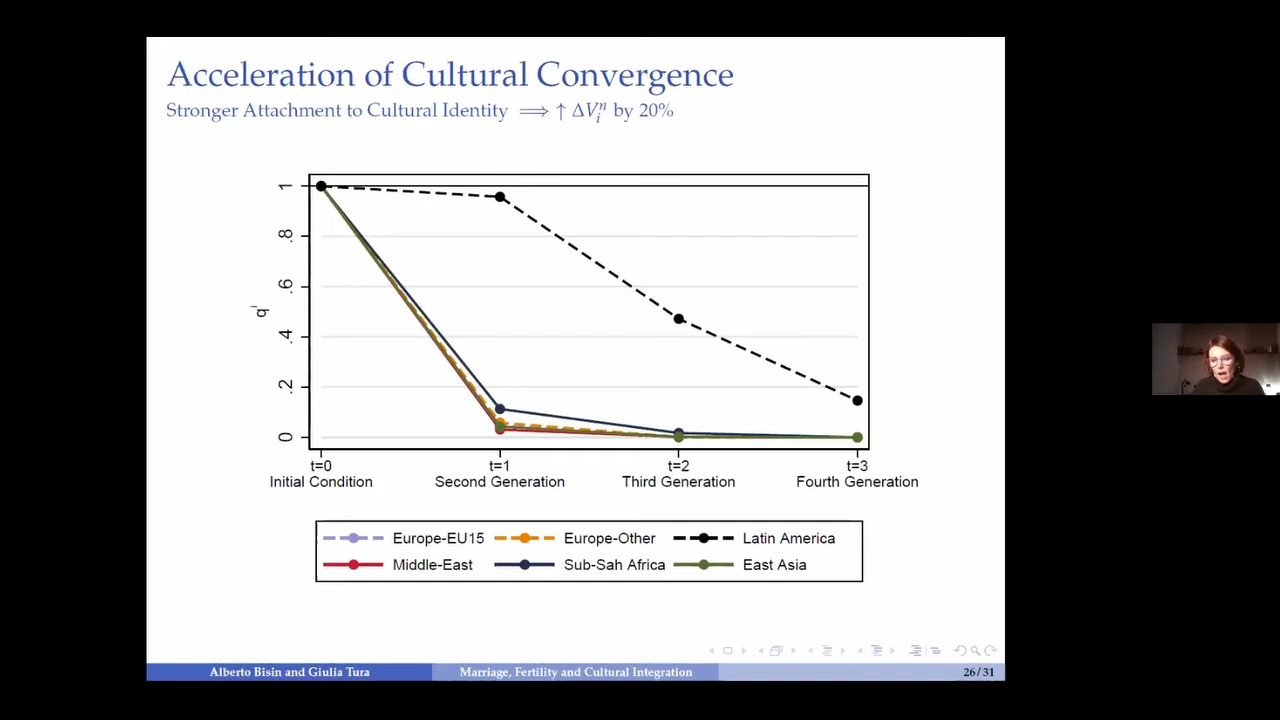 Acceleration of Cultural Convergence
Stronger Attachment to Cultural Identity ⟹ ↑ ΔVᵢⁿ by 20%
1
.8
.6
.4
.2
0
qⁱ
t=0 t=1 t=2 t=3
Initial Condition Second Generation Third Generation Fourth Generation
Europe-EU15 Europe-Other Latin America
Middle-East Sub-Sah Africa East Asia
Alberto Bisin and Giulia Tura Marriage, Fertility and Cultural Integration 26/31